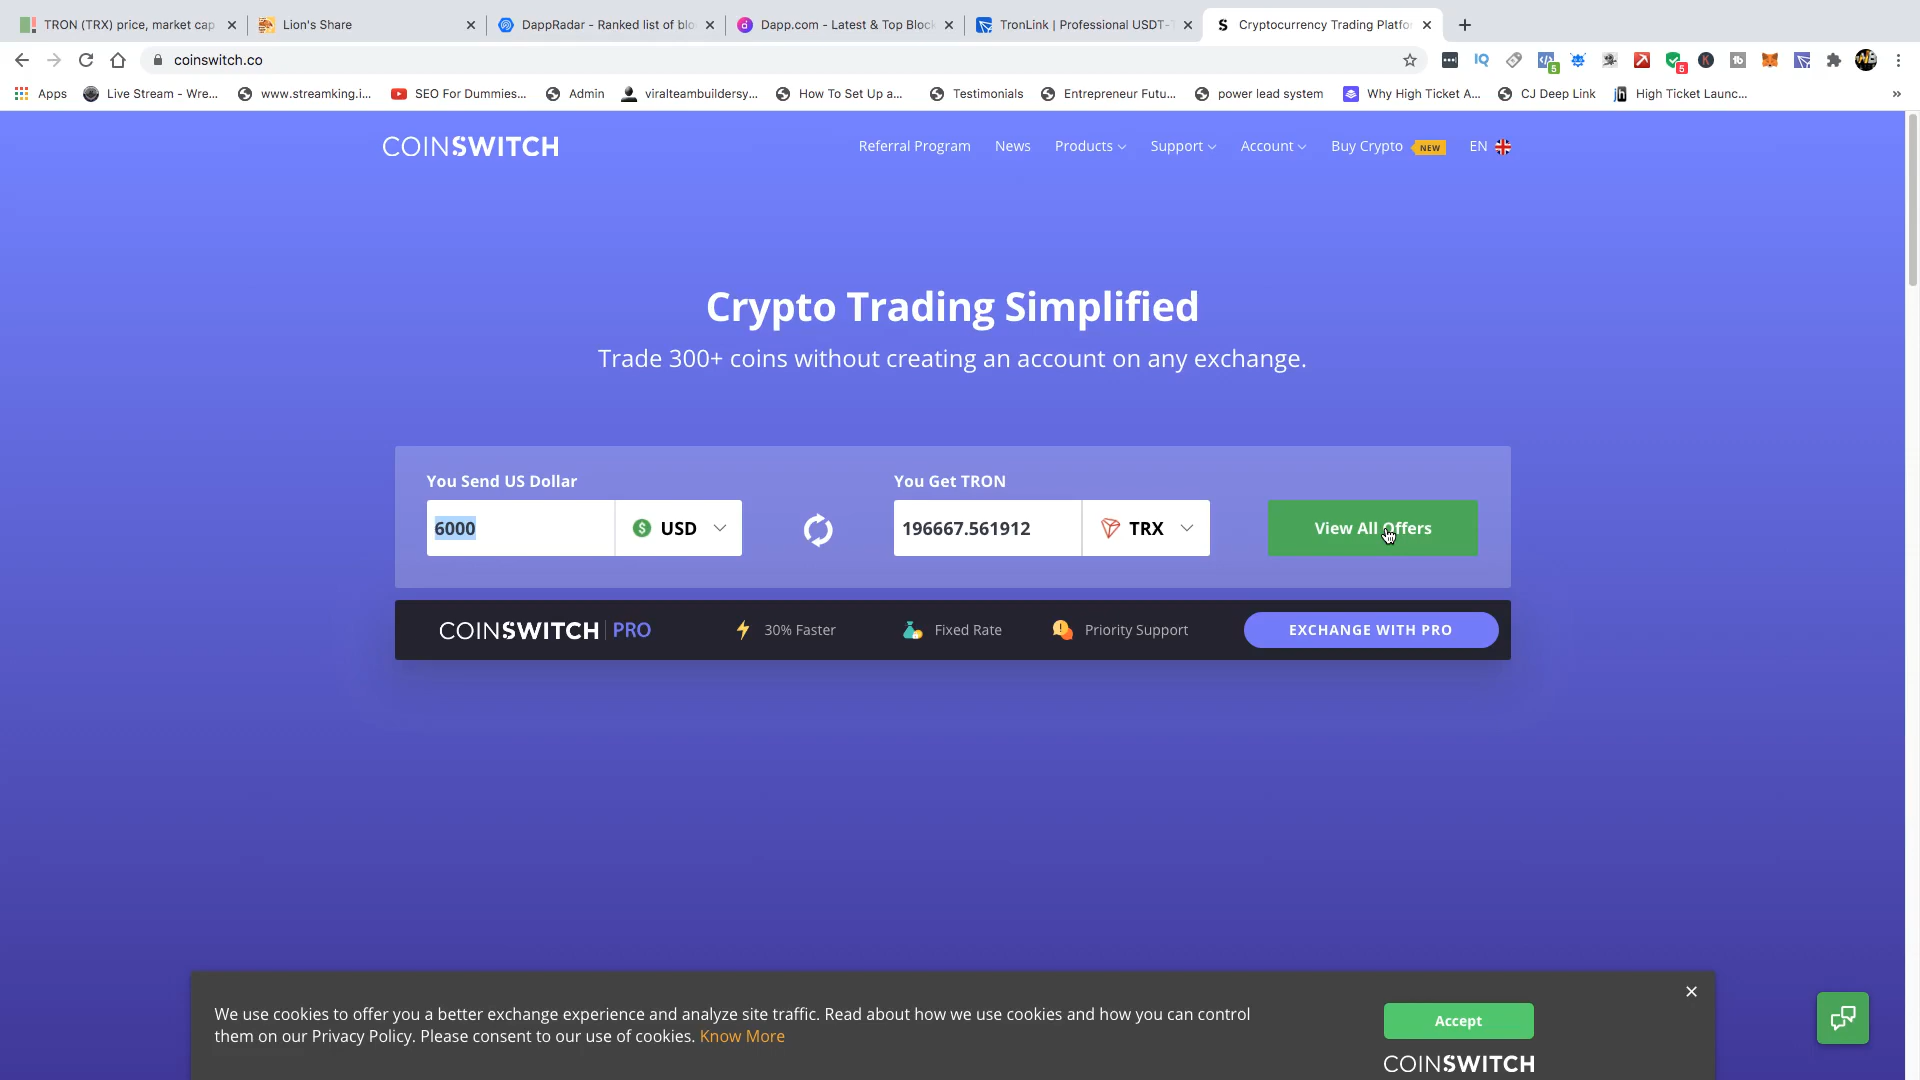 TRON (TRX) price, market cap
Lion's Share
DappRadar - Ranked list of blo
Dapp.com - Latest & Top Block
TronLink | Professional USDT-
Cryptocurrency Trading Platfo
coinswitch.co
IQ
5
5
K
tb
Apps
Live Stream - Wre...
www.streamking.i...
SEO For Dummies...
Admin
viralteambuildersy...
How To Set Up a...
Testimonials
Entrepreneur Futu...
power lead system
Why High Ticket A...
CJ Deep Link
High Ticket Launc...
COINSWITCH
Referral Program
News
Products
Support
Account
Buy Crypto
NEW
EN
Crypto Trading Simplified
Trade 300+ coins without creating an account on any exchange.
You Send US Dollar
You Get TRON
6000
USD
196667.561912
TRX
View All Offers
COINSWITCH | PRO
30% Faster
Fixed Rate
Priority Support
EXCHANGE WITH PRO
We use cookies to offer you a better exchange experience and analyze site traffic. Read about how we use cookies and how you can control
them on our Privacy Policy. Please consent to our use of cookies. Know More
Accept
COINSWITCH